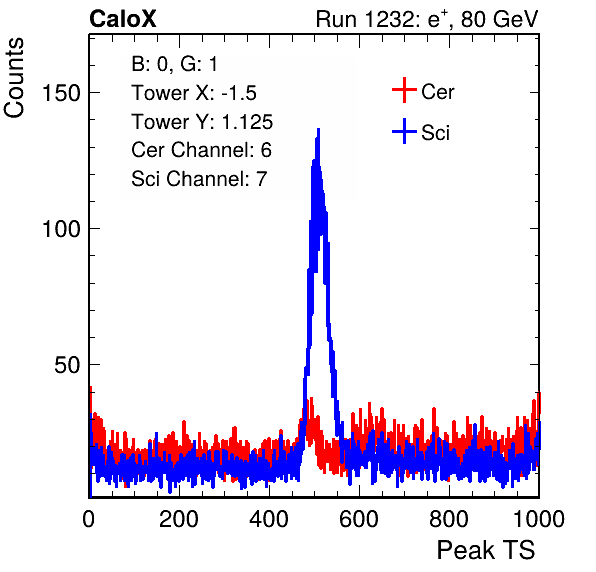 CaloX Run 1232: e⁺, 80 GeV
Counts
B: 0, G: 1
Tower X: -1.5
Tower Y: 1.125
Cer Channel: 6
Sci Channel: 7
Cer
Sci
150
100
50
0 200 400 600 800 1000
Peak TS